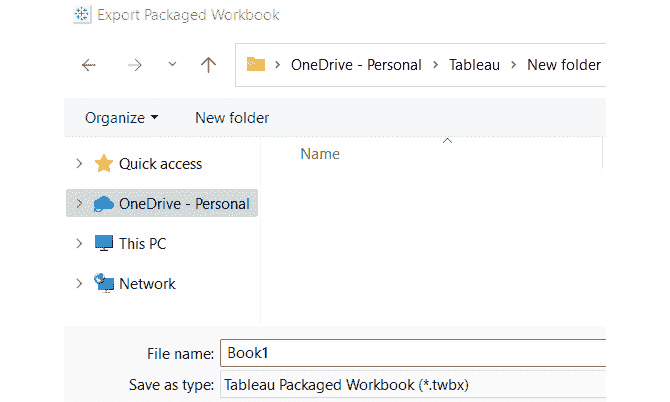 Export Packaged Workbook
OneDrive - Personal > Tableau > New folder
Organize New folder
Name
Quick access
OneDrive - Personal
This PC
Network
File name: Book1
Save as type: Tableau Packaged Workbook (*.twbx)